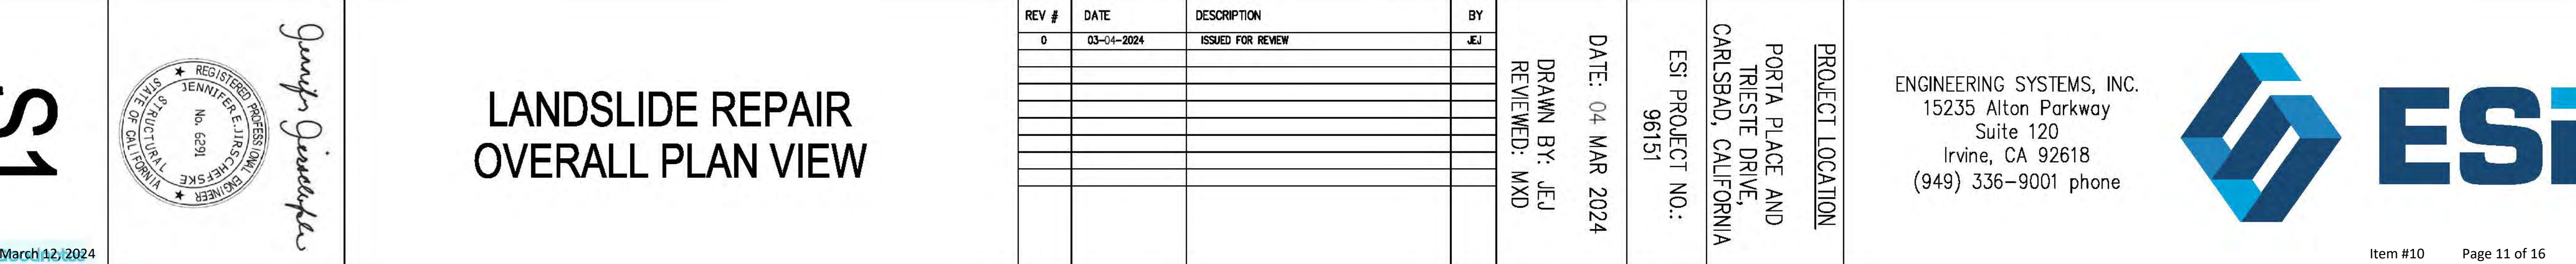 S1
REGISTERED PROFESSIONAL ENGINEER
JENNIFER E. JIRSCHEFSKE
No. 6291
STRUCTURAL
STATE OF CALIFORNIA
Jennifer Jirschefske
LANDSLIDE REPAIR
OVERALL PLAN VIEW
REV # DATE DESCRIPTION BY
0 03-04-2024 ISSUED FOR REVIEW JEJ
DRAWN BY: JEJ
REVIEWED: MXD
DATE: 04 MAR 2024
ESi PROJECT NO.:
96151
PROJECT LOCATION
PORTA PLACE AND
TRIESTE DRIVE,
CARLSBAD, CALIFORNIA
ENGINEERING SYSTEMS, INC.
15235 Alton Parkway
Suite 120
Irvine, CA 92618
(949) 336-9001 phone
ESi
March 12, 2024
Item #10 Page 11 of 16